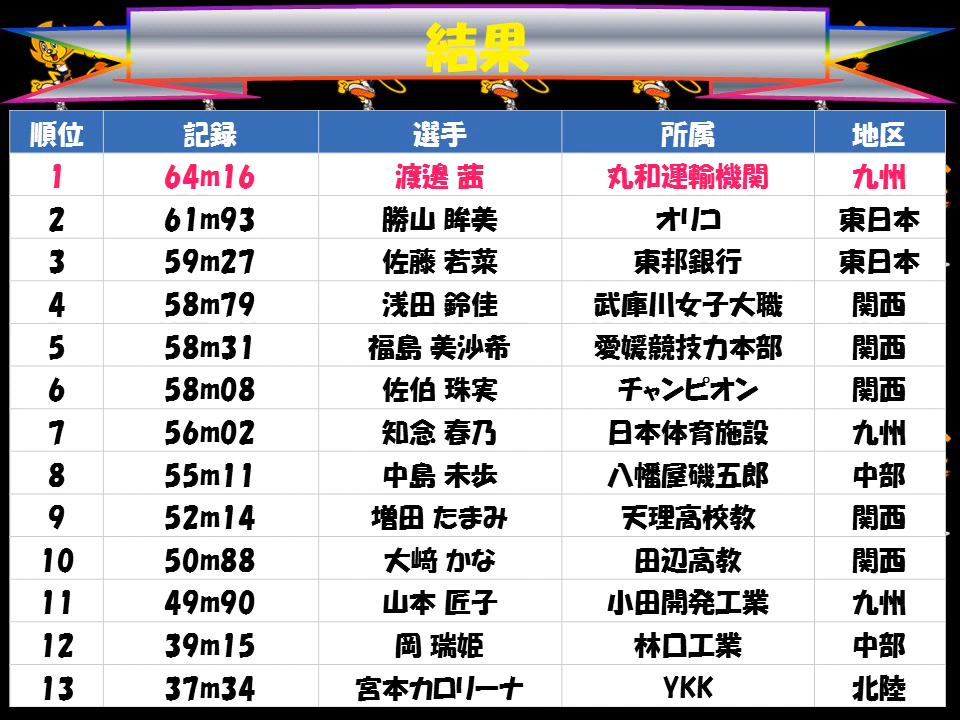 結果
順位 記録 選手 所属 地区
1 64m16 渡邊 茜 丸和運輸機関 九州
2 61m93 勝山 眸美 オリコ 東日本
3 59m27 佐藤 若菜 東邦銀行 東日本
4 58m79 浅田 鈴佳 武庫川女子大職 関西
5 58m31 福島 美沙希 愛媛競技力本部 関西
6 58m08 佐伯 珠実 チャンピオン 関西
7 56m02 知念 春乃 日本体育施設 九州
8 55m11 中島 未歩 八幡屋磯五郎 中部
9 52m14 増田 たまみ 天理高校教 関西
10 50m88 大﨑 かな 田辺高教 関西
11 49m90 山本 匠子 小田開発工業 九州
12 39m15 岡 瑞姫 林口工業 中部
13 37m34 宮本カロリーナ YKK 北陸